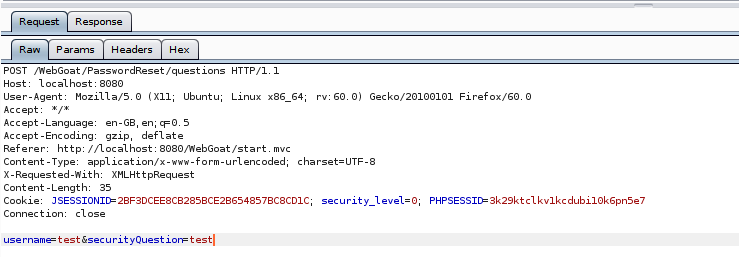 Request Response
Raw Params Headers Hex
POST /WebGoat/PasswordReset/questions HTTP/1.1
Host: localhost:8080
User-Agent: Mozilla/5.0 (X11; Ubuntu; Linux x86_64; rv:60.0) Gecko/20100101 Firefox/60.0
Accept: */*
Accept-Language: en-GB,en;q=0.5
Accept-Encoding: gzip, deflate
Referer: http://localhost:8080/WebGoat/start.mvc
Content-Type: application/x-www-form-urlencoded; charset=UTF-8
X-Requested-With: XMLHttpRequest
Content-Length: 35
Cookie: JSESSIONID=2BF3DCEE8CB285BCE2B654857BC8CD1C; security_level=0; PHPSESSID=3k29ktclkv1kcdubi10k6pn5e7
Connection: close
username=test&securityQuestion=test